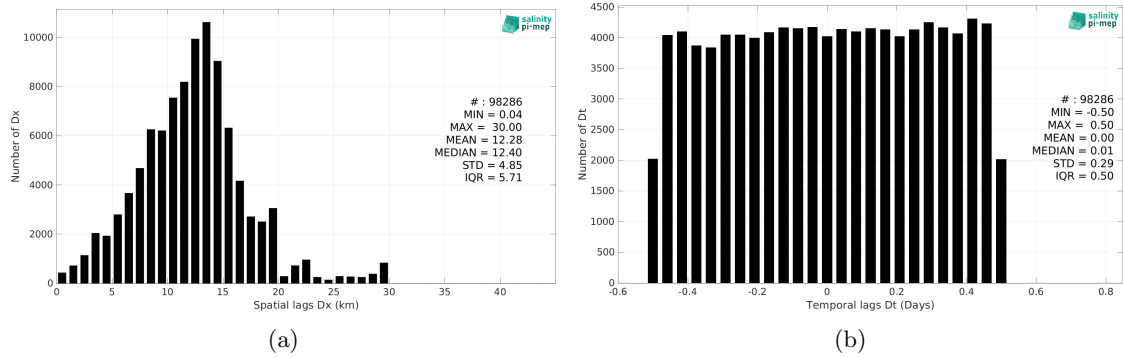 salinity
pi-mep
10000
8000
6000
4000
2000
0
Number of Dx
# : 98286
MIN = 0.04
MAX = 30.00
MEAN = 12.28
MEDIAN = 12.40
STD = 4.85
IQR = 5.71
0 5 10 15 20 25 30 35 40
Spatial lags Dx (km)
(a)
salinity
pi-mep
4500
4000
3500
3000
2500
2000
1500
1000
500
0
Number of Dt
# : 98286
MIN = -0.50
MAX = 0.50
MEAN = 0.00
MEDIAN = 0.01
STD = 0.29
IQR = 0.50
-0.6 -0.4 -0.2 0 0.2 0.4 0.6 0.8
Temporal lags Dt (Days)
(b)